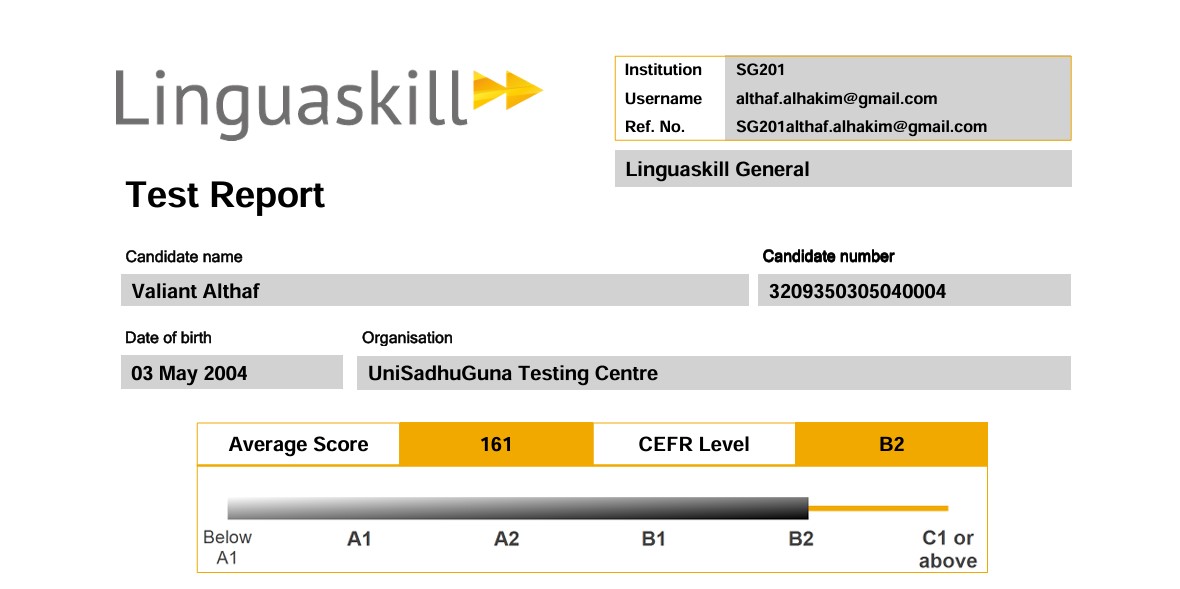 Linguaskill
Institution SG201
Username althaf.alhakim@gmail.com
Ref. No. SG201althaf.alhakim@gmail.com
Linguaskill General
Test Report
Candidate name Candidate number
Valiant Althaf 3209350305040004
Date of birth Organisation
03 May 2004 UniSadhuGuna Testing Centre
Average Score 161 CEFR Level B2
Below A1 A1 A2 B1 B2 C1 or above